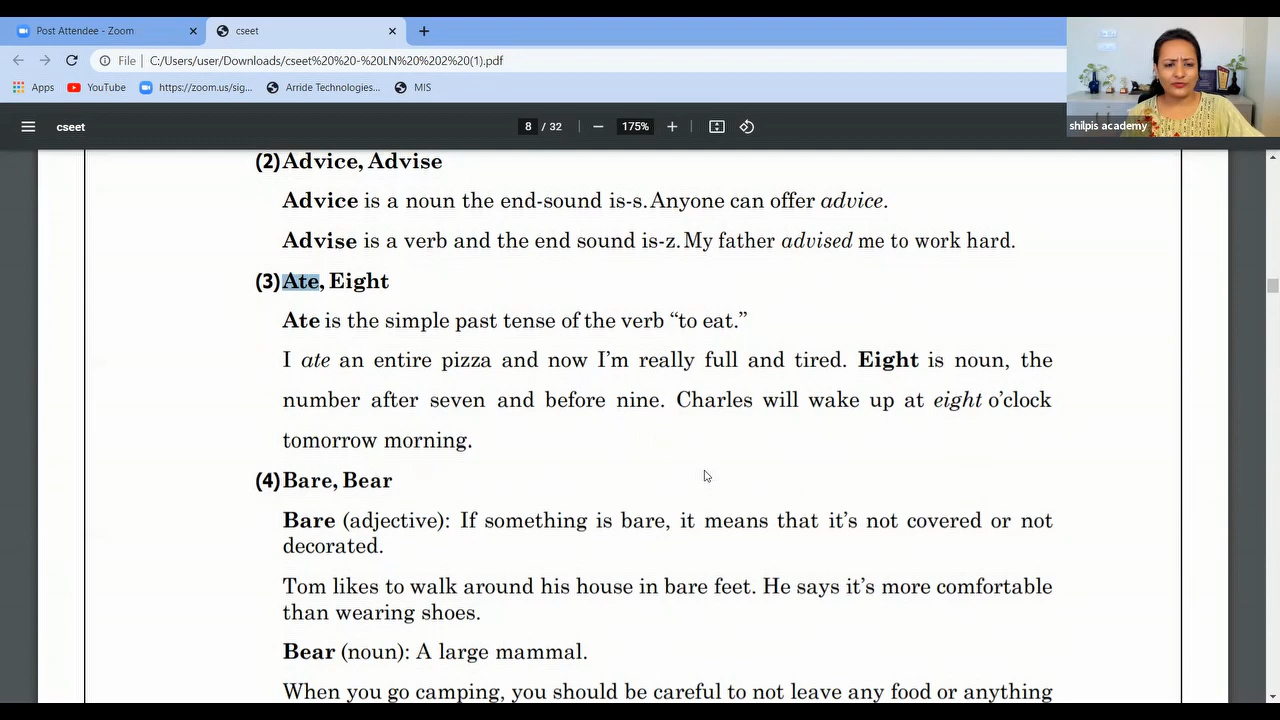 Post Attendee - Zoom
cseet
File C:/Users/user/Downloads/cseet%20%20-%20LN%20%202%20(1).pdf
Apps YouTube https://zoom.us/sig... Arride Technologies... MIS
cseet 8 / 32 175%
shilpis academy
(2) Advice, Advise
Advice is a noun the end-sound is-s. Anyone can offer advice.
Advise is a verb and the end sound is-z. My father advised me to work hard.
(3) Ate, Eight
Ate is the simple past tense of the verb “to eat.”
I ate an entire pizza and now I’m really full and tired. Eight is noun, the
number after seven and before nine. Charles will wake up at eight o’clock
tomorrow morning.
(4) Bare, Bear
Bare (adjective): If something is bare, it means that it’s not covered or not
decorated.
Tom likes to walk around his house in bare feet. He says it’s more comfortable
than wearing shoes.
Bear (noun): A large mammal.
When you go camping, you should be careful to not leave any food or anything